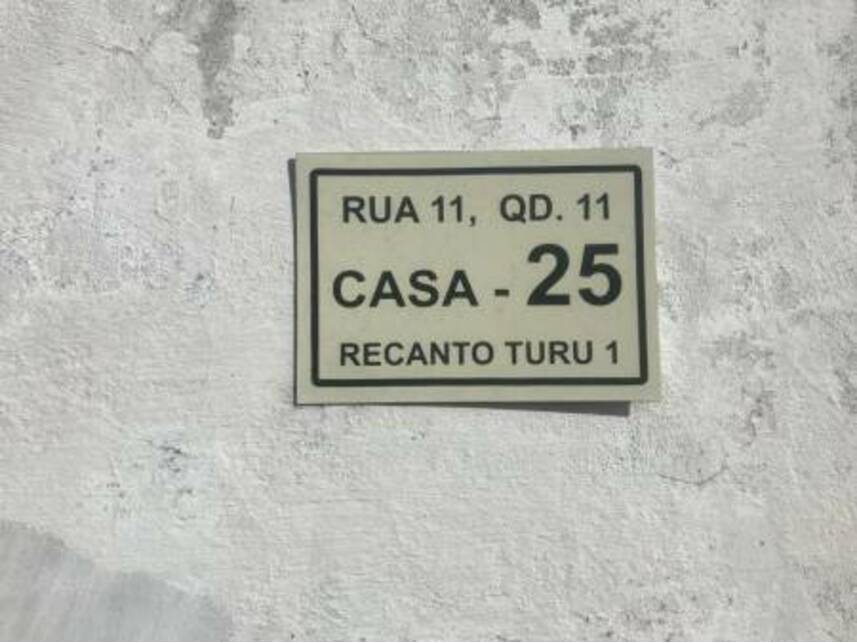 RUA 11, QD. 11
CASA - 25
RECANTO TURU 1